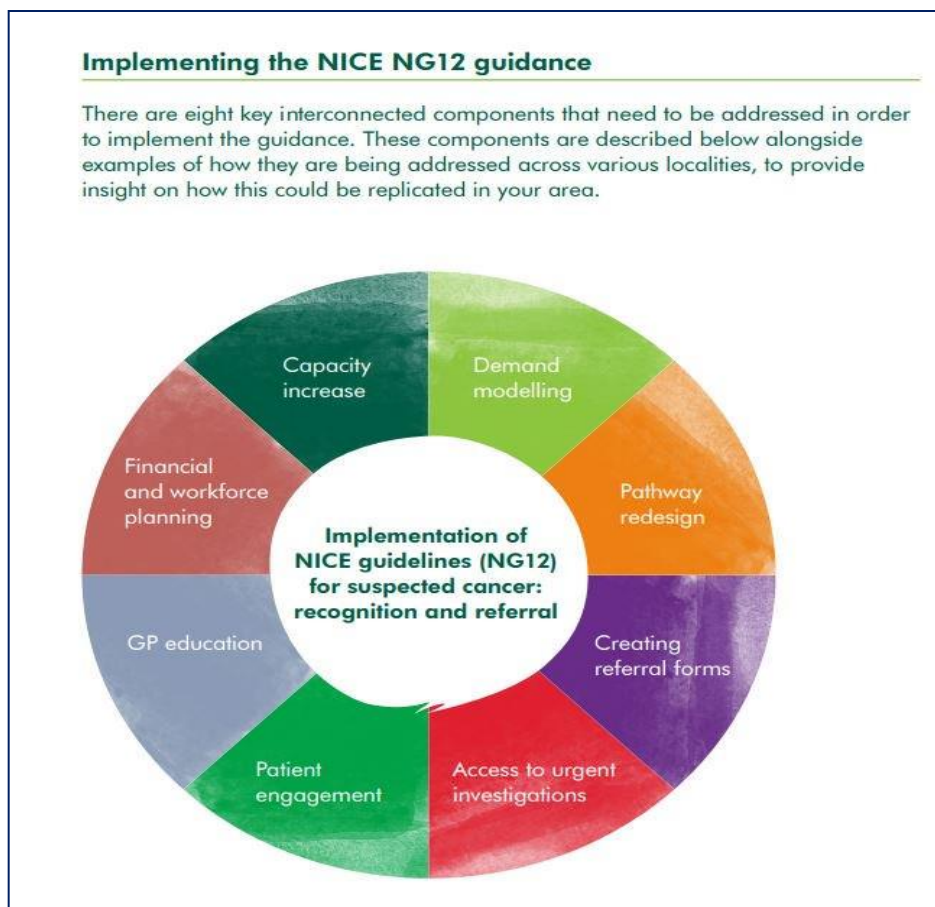 Implementing the NICE NG12 guidance
There are eight key interconnected components that need to be addressed in order
to implement the guidance. These components are described below alongside
examples of how they are being addressed across various localities, to provide
insight on how this could be replicated in your area.
Capacity
increase
Demand
modelling
Financial
and workforce
planning
Pathway
redesign
Implementation of
NICE guidelines (NG12)
for suspected cancer:
recognition and referral
GP education
Creating
referral forms
Patient
engagement
Access to urgent
investigations